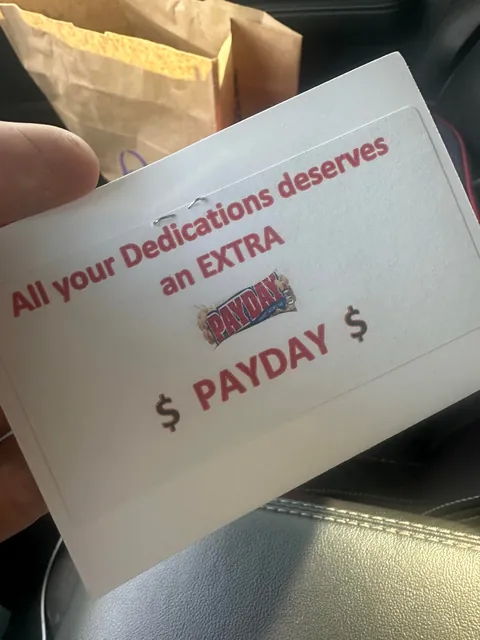 All your Dedications deserves
an EXTRA
PAYDAY
$ PAYDAY $